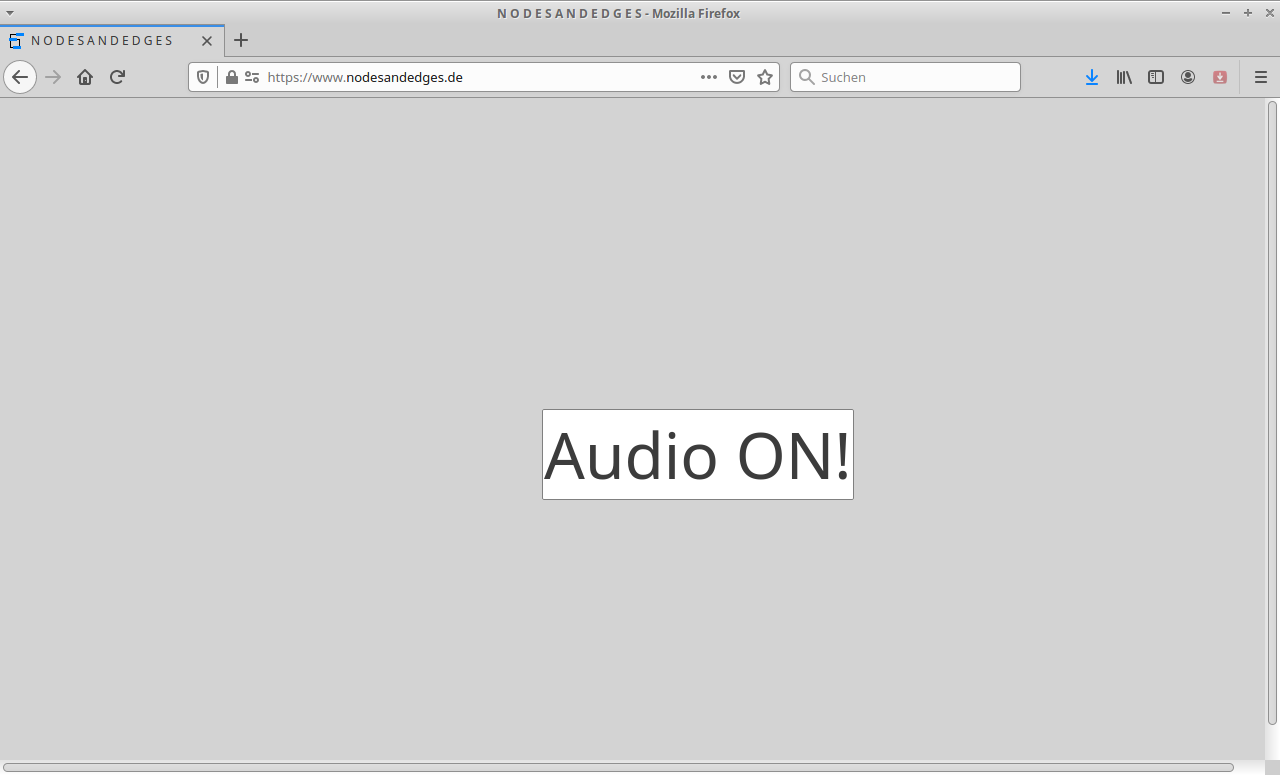 N O D E S A N D E D G E S - Mozilla Firefox
N O D E S A N D E D G E S
https://www.nodesandedges.de
Suchen
Audio ON!